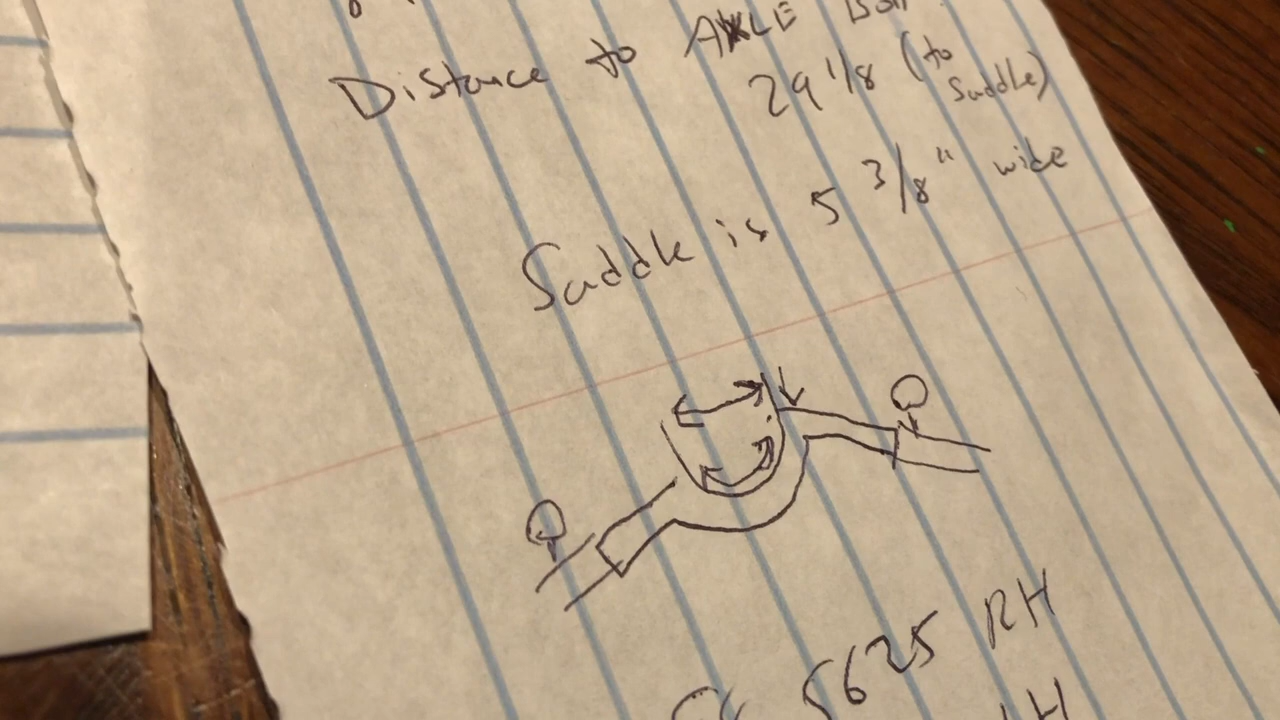 Distance to AXLE
29 1/8 (to
Saddle)
Saddle is 5 3/8" wide
5625 RH